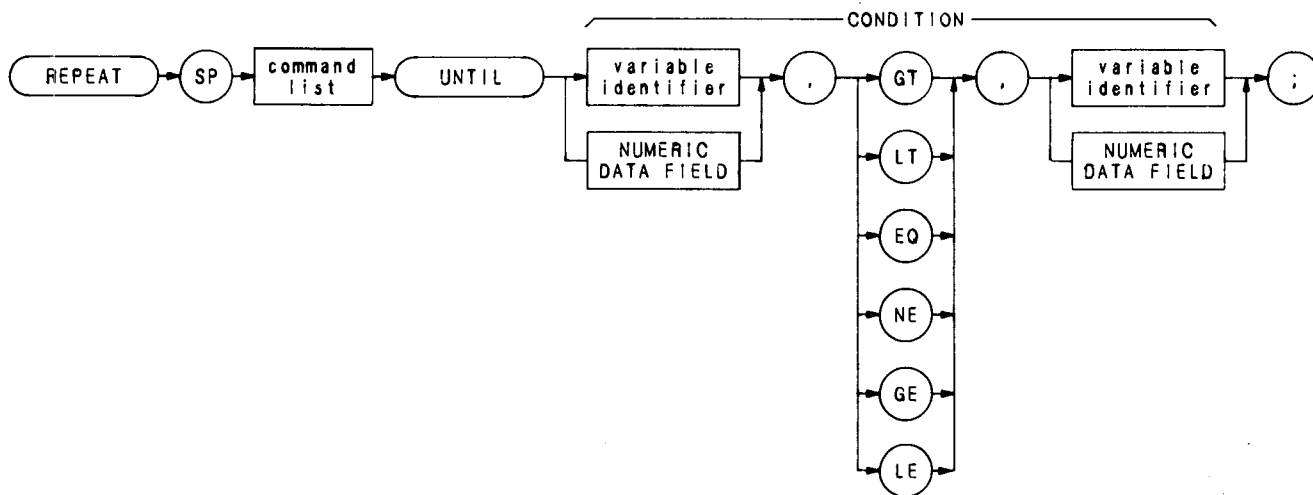 CONDITION
REPEAT SP command list UNTIL variable identifier , GT , variable identifier ;
NUMERIC DATA FIELD LT NUMERIC DATA FIELD
EQ
NE
GE
LE